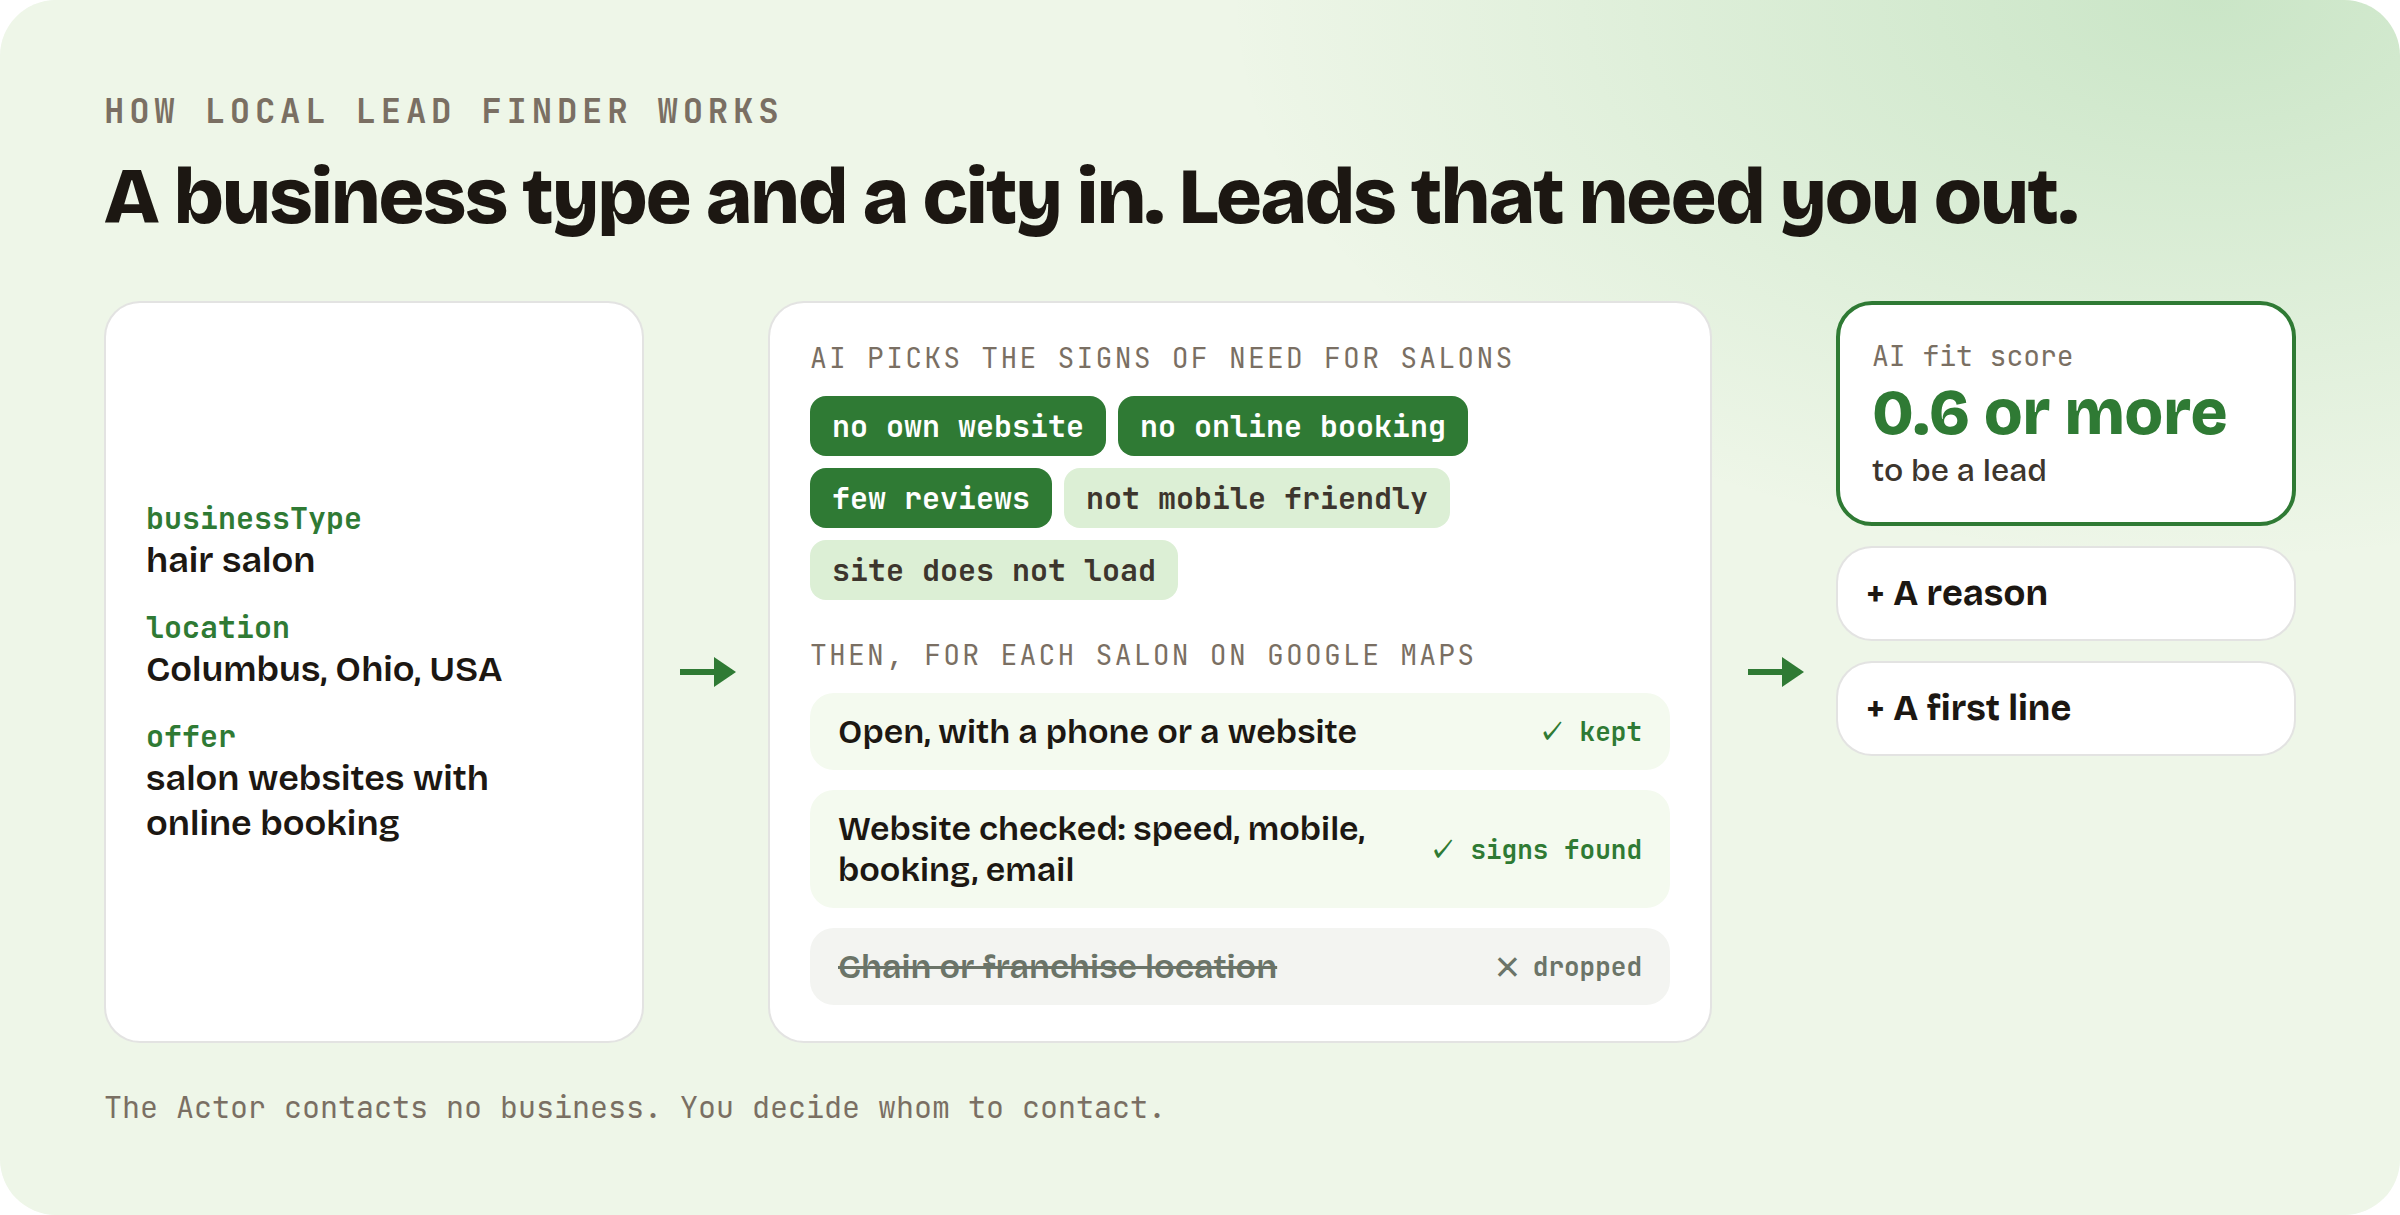 HOW LOCAL LEAD FINDER WORKS
A business type and a city in. Leads that need you out.
businessType
hair salon
location
Columbus, Ohio, USA
offer
salon websites with
online booking
AI PICKS THE SIGNS OF NEED FOR SALONS
no own website
no online booking
few reviews
not mobile friendly
site does not load
THEN, FOR EACH SALON ON GOOGLE MAPS
Open, with a phone or a website
✓ kept
Website checked: speed, mobile,
booking, email
✓ signs found
Chain or franchise location
✕ dropped
AI fit score
0.6 or more
to be a lead
+ A reason
+ A first line
The Actor contacts no business. You decide whom to contact.